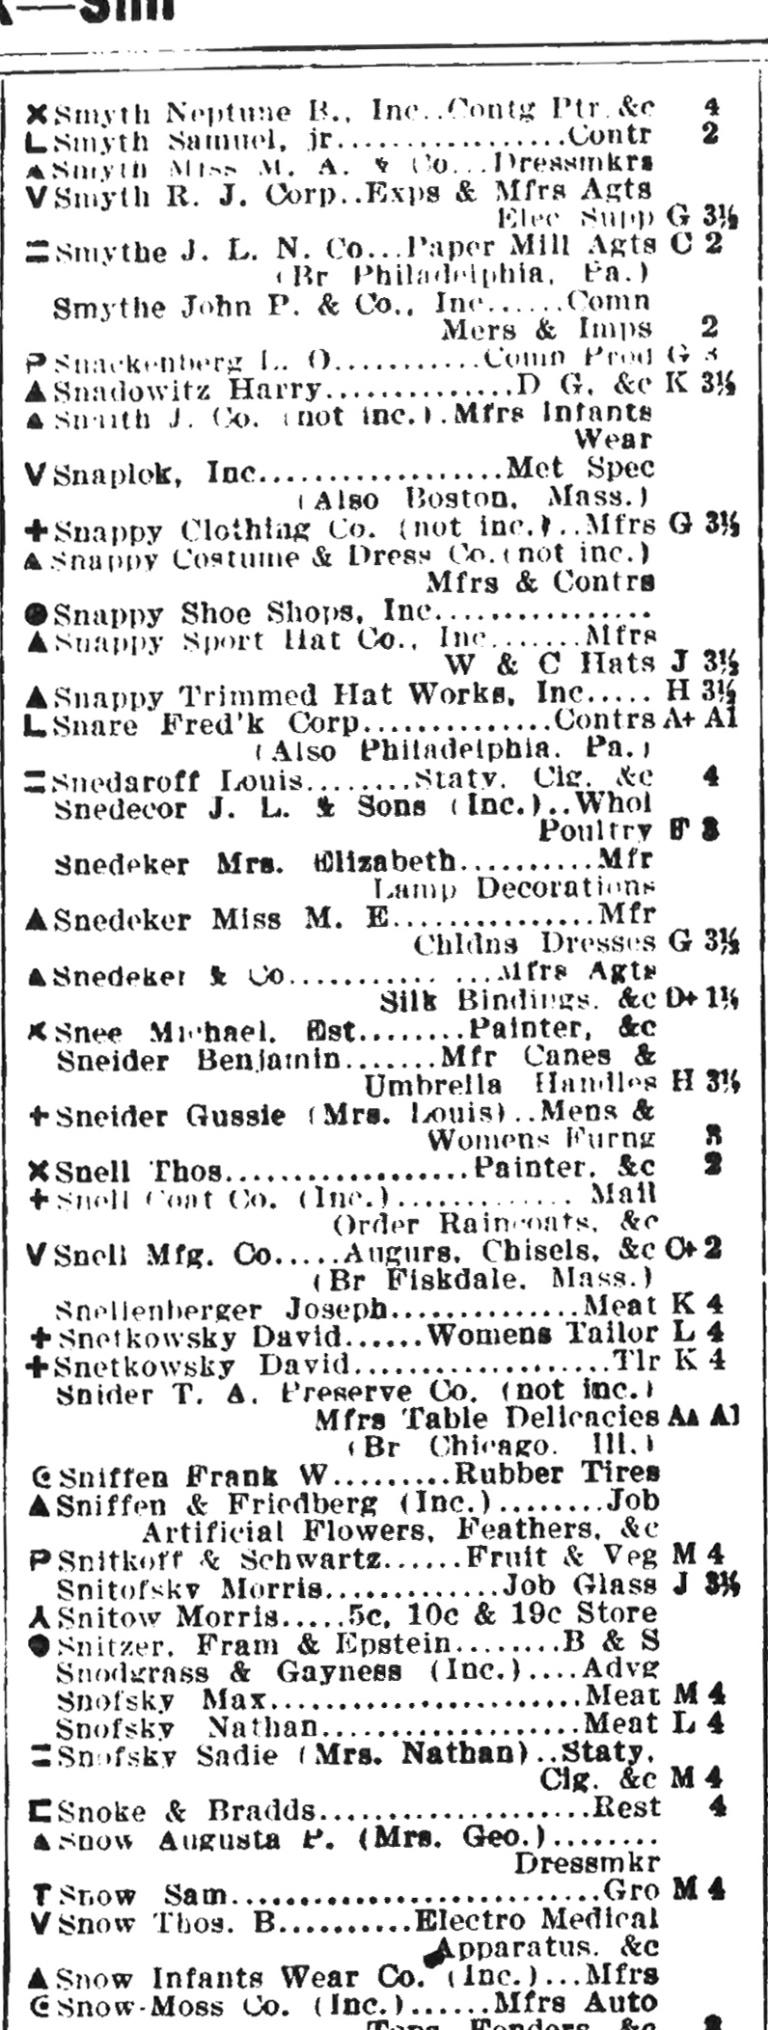 —Smi
✕ Smyth Neptune B., Inc..Contg Ptr, &c 4
L Smyth Samuel, jr.................Contr 2
▲ Smyth Miss M. A. & Co...Dressmkrs
V Smyth R. J. Corp..Exps & Mfrs Agts
Elec Supp G 3½
= Smythe J. L. N. Co...Paper Mill Agts C 2
(Br Philadelphia, Pa.)
Smythe John P. & Co., Inc......Comn
Mers & Imps 2
P Snackenberg L. O...........Comn Prod G 3
▲ Snadowitz Harry..............D G, &c K 3½
▲ Snaith J. Co. (not inc.).Mfrs Infants
Wear
V Snaplok, Inc..................Met Spec
(Also Boston, Mass.)
+ Snappy Clothing Co. (not inc.)..Mfrs G 3½
▲ Snappy Costume & Dress Co.(not inc.)
Mfrs & Contrs
● Snappy Shoe Shops, Inc...............
▲ Snappy Sport Hat Co., Inc.......Mfrs
W & C Hats J 3½
▲ Snappy Trimmed Hat Works, Inc..... H 3½
L Snare Fred'k Corp..............Contrs A+ A1
(Also Philadelphia, Pa.)
= Snedaroff Louis........Staty, Cig, &c 4
Snedecor J. L. & Sons (Inc.)..Whol
Poultry F 3
Snedeker Mrs. Elizabeth..........Mfr
Lamp Decorations
▲ Snedeker Miss M. E...............Mfr
Chldns Dresses G 3½
▲ Snedeker & Co............ ...Mfrs Agts
Silk Bindings, &c D+ 1½
✕ Snee Michael, Est........Painter, &c
Sneider Benjamin.......Mfr Canes &
Umbrella Handles H 3½
+ Sneider Gussie (Mrs. Louis)..Mens &
Womens Furng 3
✕ Snell Thos..................Painter, &c 2
+ Snell Coat Co. (Inc.).............. Mail
Order Raincoats, &c
V Snell Mfg. Co.....Augurs, Chisels, &c C+ 2
(Br Fiskdale, Mass.)
Snellenberger Joseph..............Meat K 4
+ Snetkowsky David......Womens Tailor L 4
+ Snetkowsky David...................Tlr K 4
Snider T. A. Preserve Co. (not inc.)
Mfrs Table Delicacies Aa A1
(Br Chicago, Ill.)
Sniffen Frank W.........Rubber Tires
▲ Sniffen & Friedberg (Inc.)........Job
Artificial Flowers, Feathers, &c
P Snitkoff & Schwartz......Fruit & Veg M 4
Snitofsky Morris.............Job Glass J 3½
Snitow Morris.....5c, 10c & 19c Store
● Snitzer, Fram & Epstein........B & S
Snodgrass & Gayness (Inc.)....Advg
Snofsky Max.......................Meat M 4
Snofsky Nathan...................Meat L 4
= Snofsky Sadie (Mrs. Nathan)..Staty,
Cig, &c M 4
Snoke & Bradds....................Rest 4
▲ Snow Augusta P. (Mrs. Geo.)........
Dressmkr
T Snow Sam...........................Gro M 4
V Snow Thos. B..........Electro Medical
Apparatus, &c
▲ Snow Infants Wear Co. (Inc.)...Mfrs
Snow-Moss Co. (Inc.)......Mfrs Auto
Tops, Fenders, &c